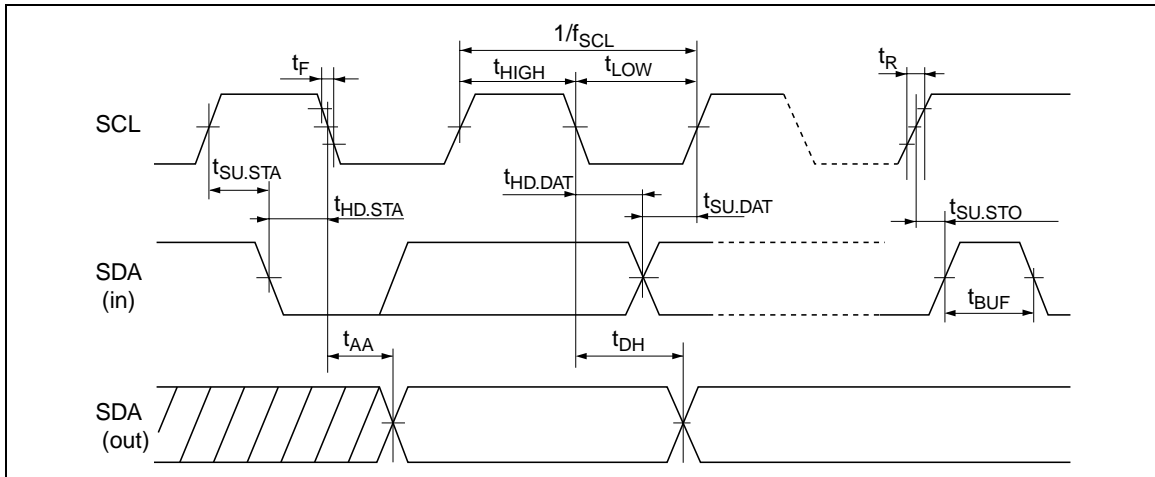 1/fSCL
tF
tHIGH
tLOW
tR
SCL
tSU.STA
tHD.STA
tHD.DAT
tSU.DAT
tSU.STO
SDA
(in)
tBUF
tAA
tDH
SDA
(out)